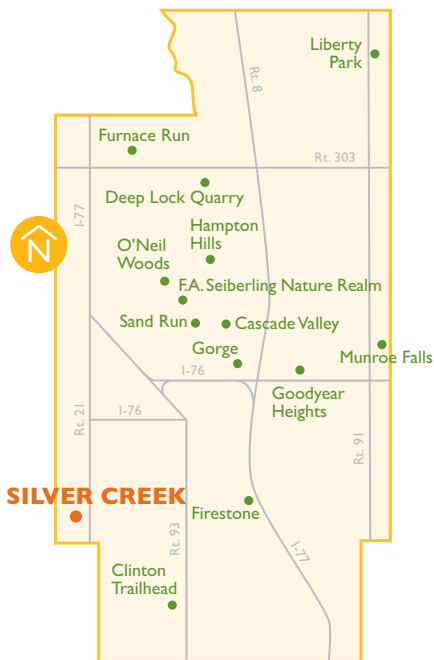 Liberty
Park
Rt. 8
Furnace Run
Rt. 303
Deep Lock Quarry
I-77
Hampton
Hills
N
O'Neil
Woods
F.A. Seiberling Nature Realm
Sand Run
Cascade Valley
Gorge
Munroe Falls
I-76
Goodyear
Heights
I-76
Rt. 21
Rt. 91
SILVER CREEK
Firestone
Rt. 93
I-77
Clinton
Trailhead